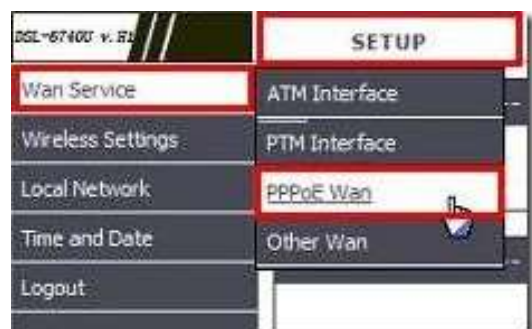 DSL-6740U v. H1
SETUP
Wan Service
ATM Interface
Wireless Settings
PTM Interface
Local Network
PPPoE Wan
Time and Date
Other Wan
Logout